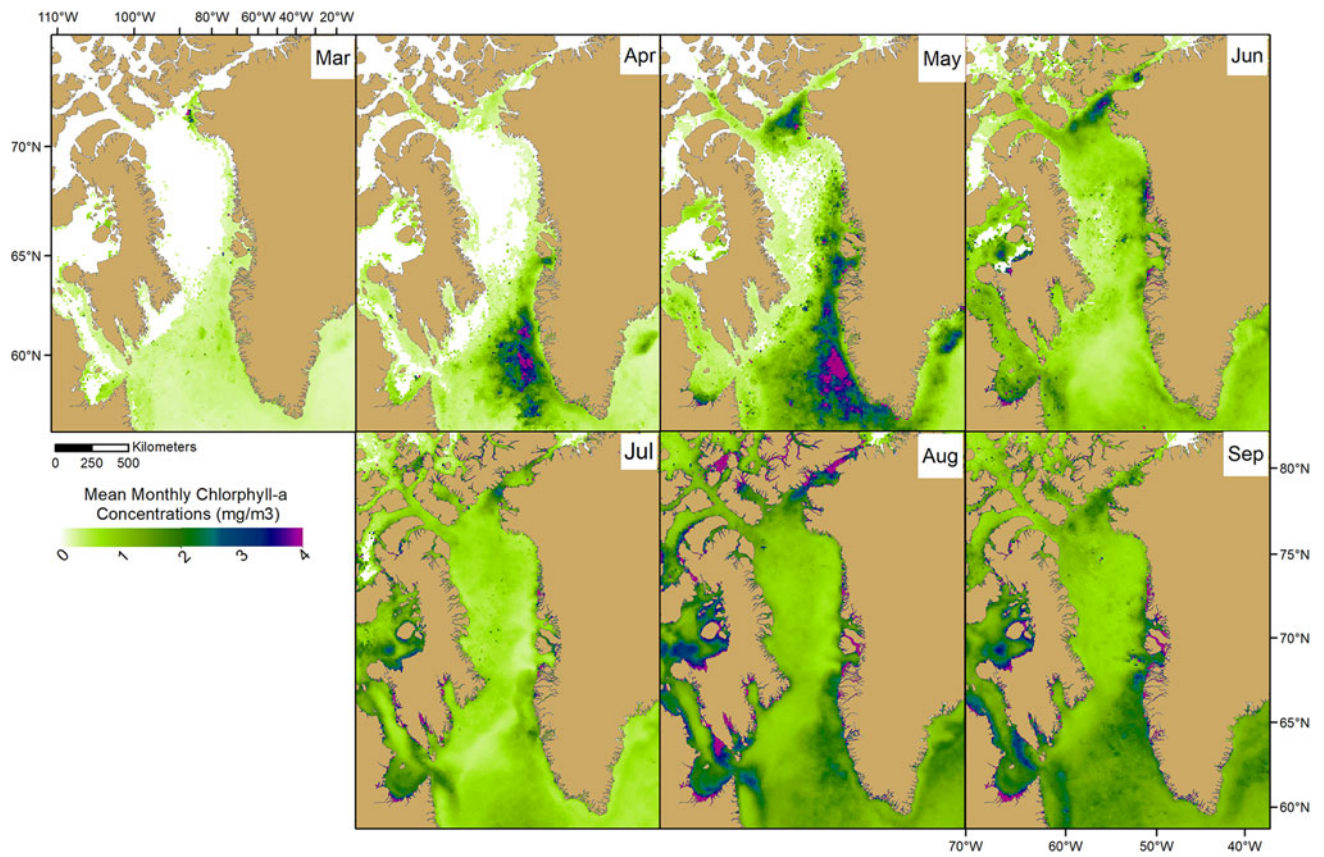 110°W 100°W 80°W 60°W 40°W 20°W
Mar
Apr
May
Jun
70°N
65°N
60°N
Kilometers
0 250 500
Mean Monthly Chlorphyll-a
Concentrations (mg/m3)
0 1 2 3 4
Jul
Aug
Sep
80°N
75°N
70°N
65°N
60°N
70°W 60°W 50°W 40°W